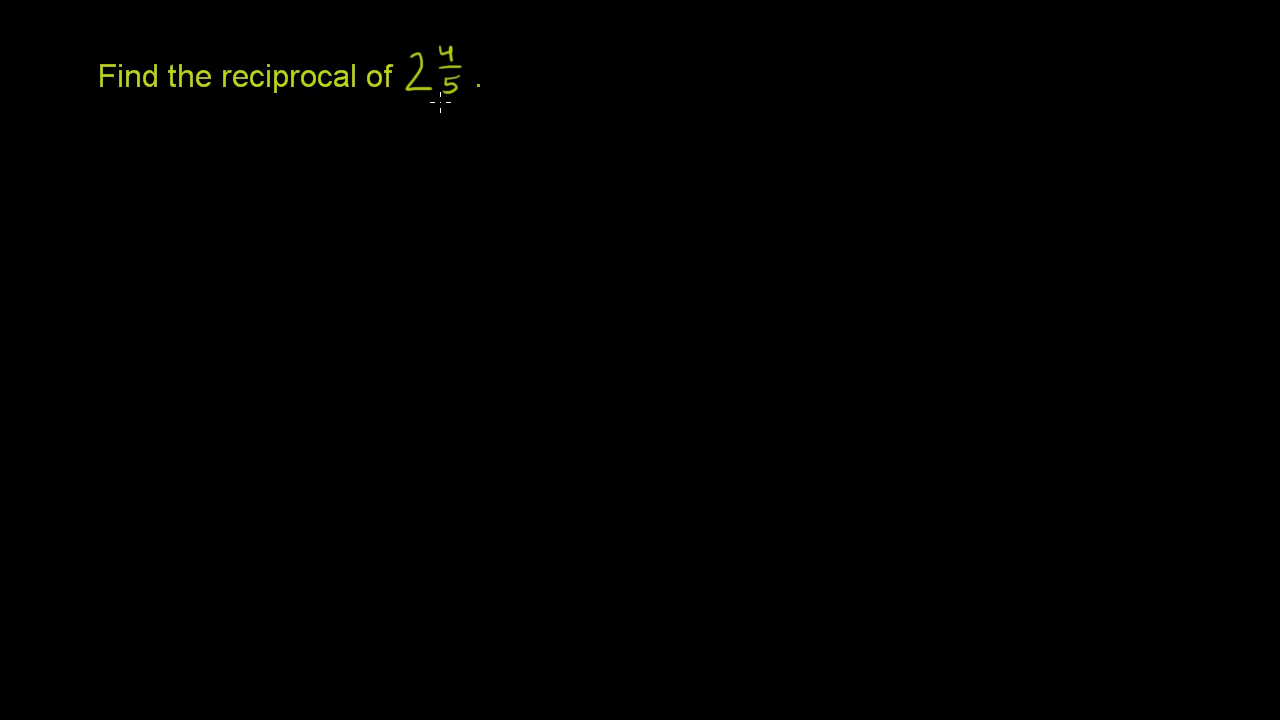 Find the reciprocal of 2 4/5 .